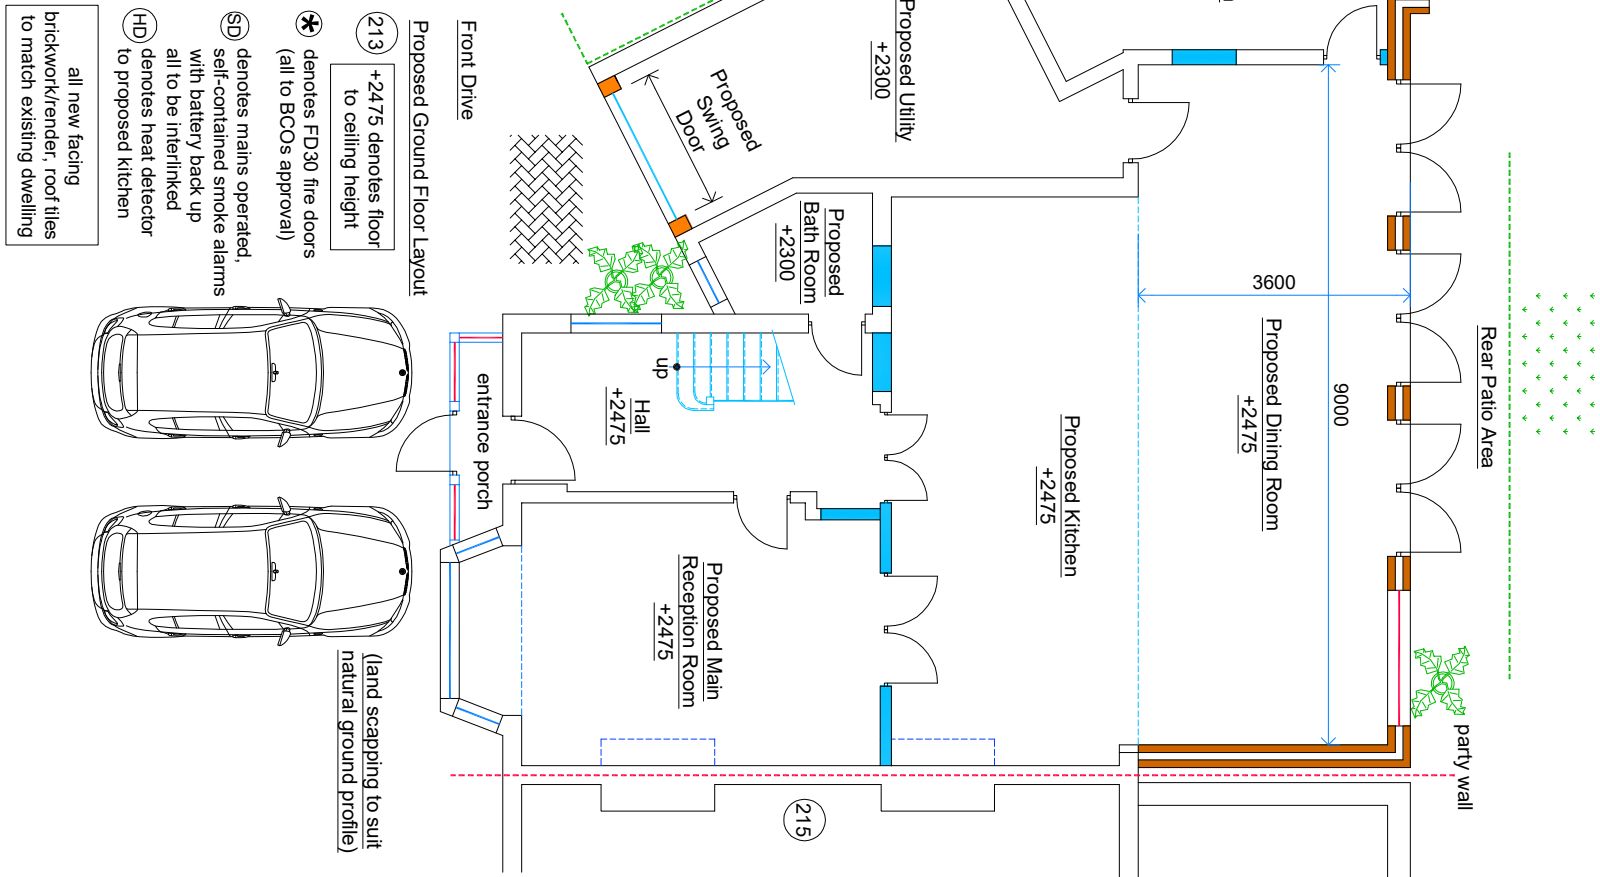 Rear Patio Area
party wall
Proposed Dining Room
+2475
3600
9000
Proposed Kitchen
+2475
Proposed Utility
+2300
Proposed
Bath Room
+2300
Proposed
Swing
Door
up
Hall
+2475
Proposed Main
Reception Room
+2475
entrance porch
215
Front Drive
Proposed Ground Floor Layout
213
+2475 denotes floor
to ceiling height
* denotes FD30 fire doors
(all to BCOs approval)
SD denotes mains operated,
self-contained smoke alarms
with battery back up
all to be interlinked
HD denotes heat detector
to proposed kitchen
all new facing
brickwork/render, roof tiles
to match existing dwelling
(land scapping to suit
natural ground profile)